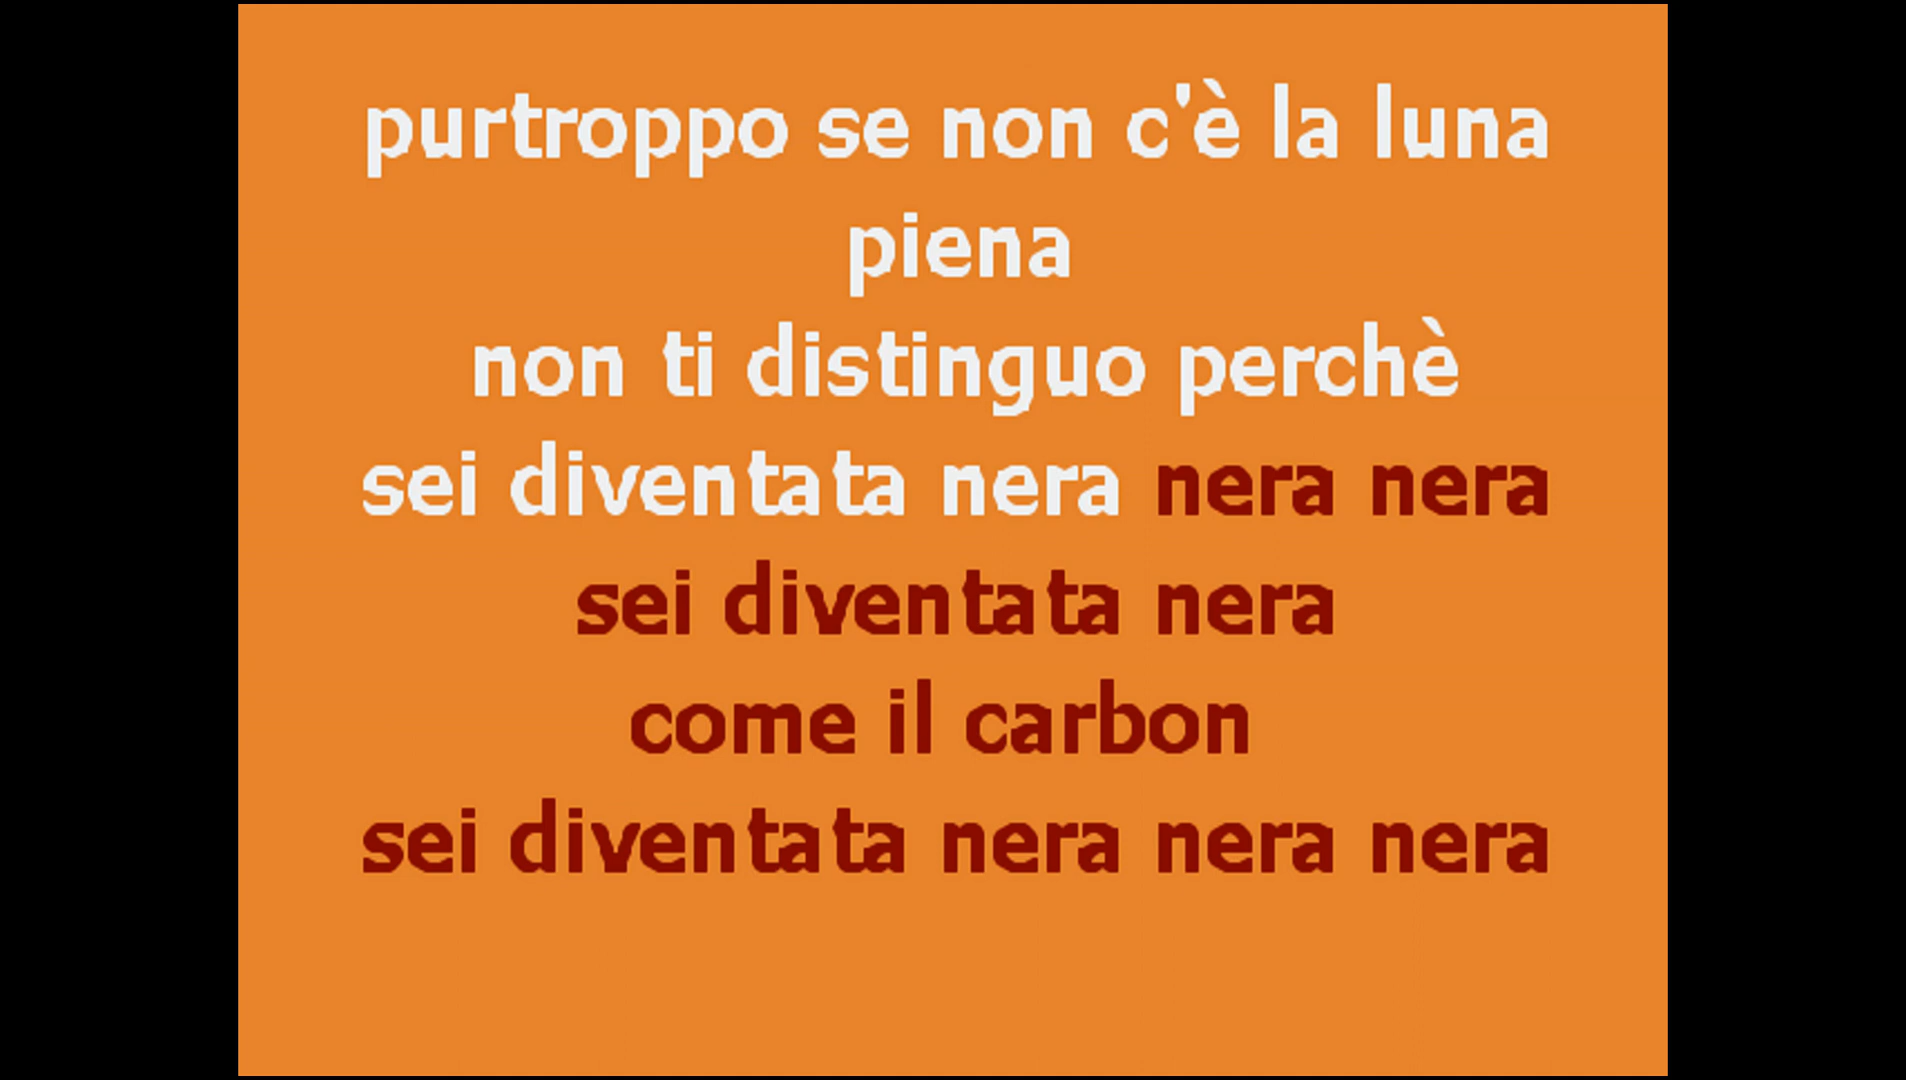 purtroppo se non c'è la luna
piena
non ti distinguo perchè
sei diventata nera nera nera
sei diventata nera
come il carbon
sei diventata nera nera nera